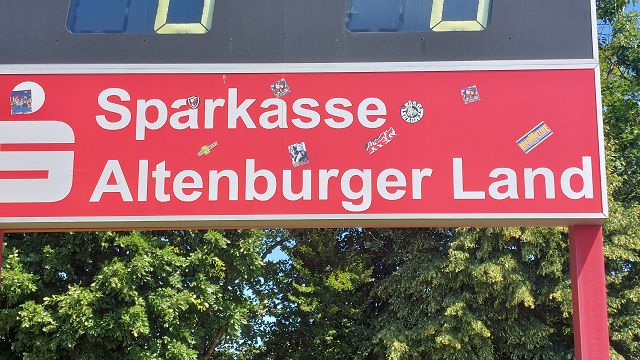 Sparkasse
Altenburger Land